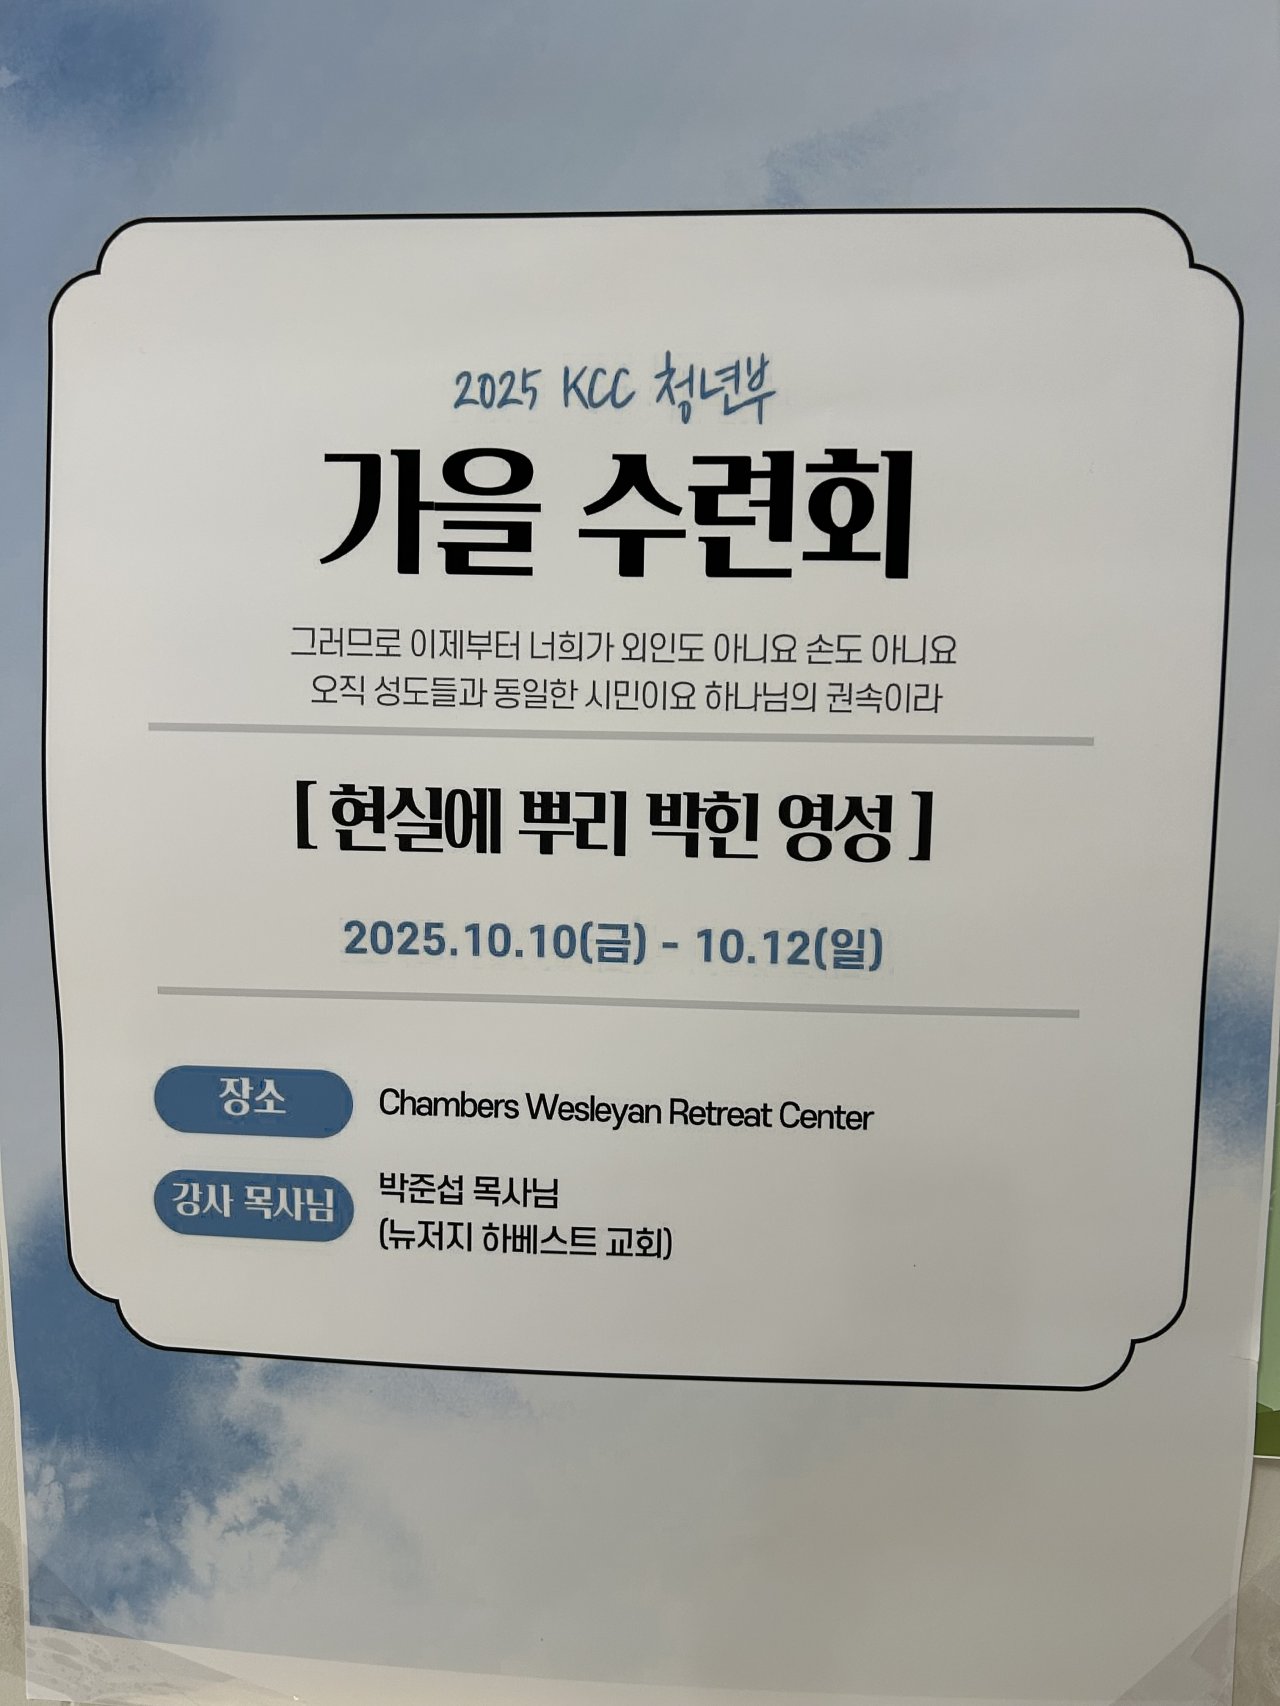 2025 KCC 청년부
가을 수련회
그러므로 이제부터 너희가 외인도 아니요 손도 아니요
오직 성도들과 동일한 시민이요 하나님의 권속이라
[ 현실에 뿌리 박힌 영성 ]
2025.10.10(금) - 10.12(일)
장소 Chambers Wesleyan Retreat Center
강사 목사님 박준섭 목사님
(뉴저지 하베스트 교회)